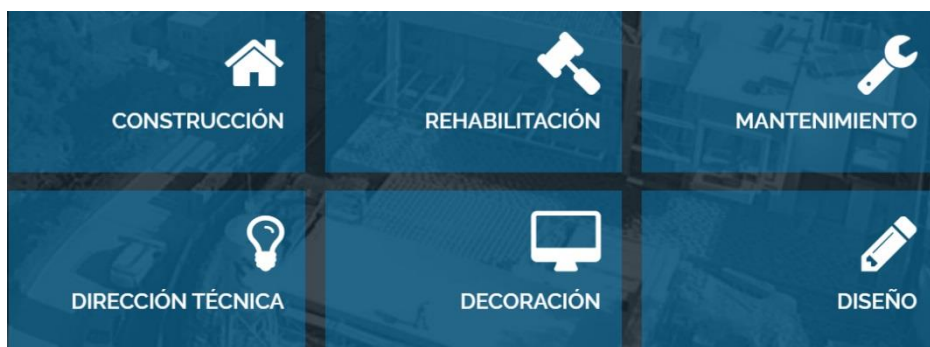 CONSTRUCCIÓN
REHABILITACIÓN
MANTENIMIENTO
DIRECCIÓN TÉCNICA
DECORACIÓN
DISEÑO